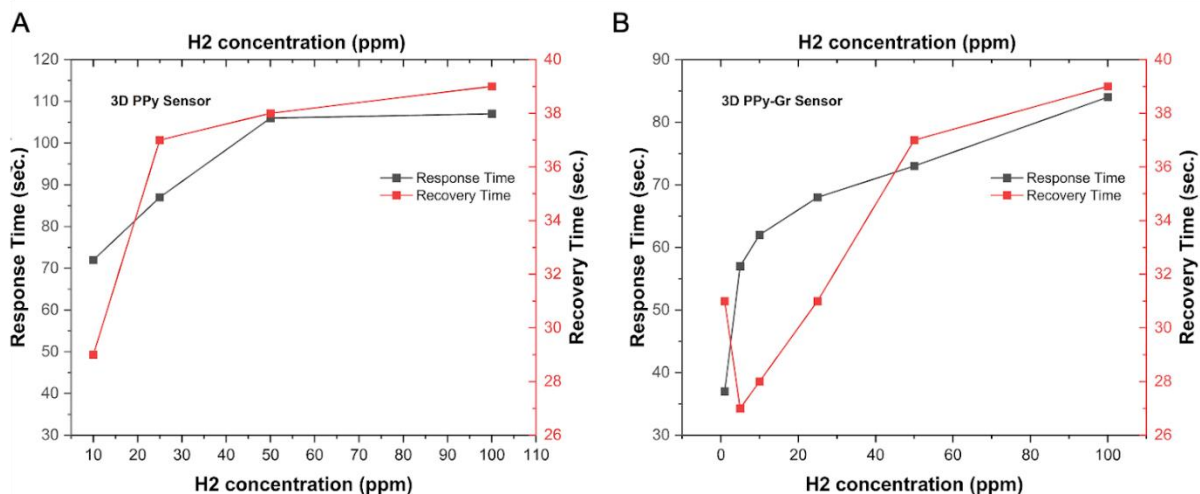 A
H2 concentration (ppm)
120
110
100
90
80
70
60
50
40
30
Response Time (sec.)
3D PPy Sensor
Response Time
Recovery Time
40
38
36
34
32
30
28
26
Recovery Time (sec.)
10 20 30 40 50 60 70 80 90 100 110
H2 concentration (ppm)
B
H2 concentration (ppm)
90
80
70
60
50
40
30
Response Time (sec.)
3D PPy-Gr Sensor
Response Time
Recovery Time
40
38
36
34
32
30
28
26
Recovery Time (sec.)
0 20 40 60 80 100
H2 concentration (ppm)